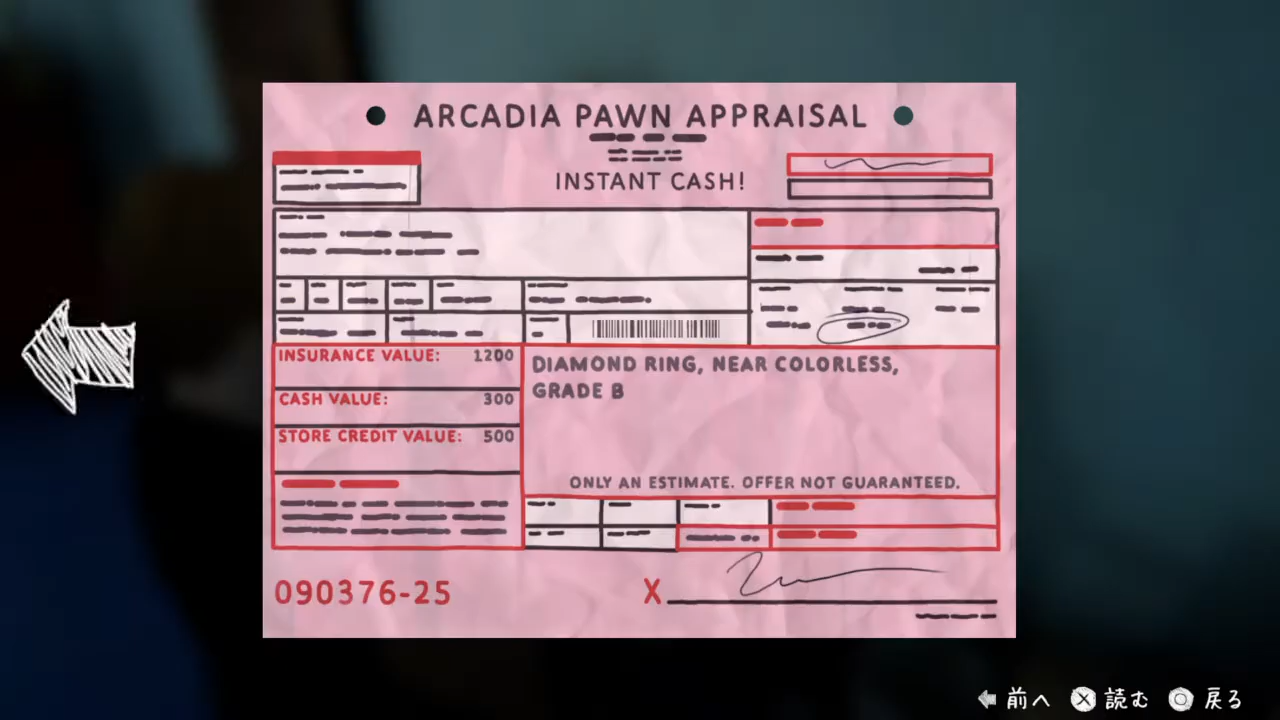 ARCADIA PAWN APPRAISAL
INSTANT CASH!
INSURANCE VALUE: 1200
CASH VALUE: 300
STORE CREDIT VALUE: 500
DIAMOND RING, NEAR COLORLESS,
GRADE B
ONLY AN ESTIMATE. OFFER NOT GUARANTEED.
090376-25
X
前へ 読む 戻る